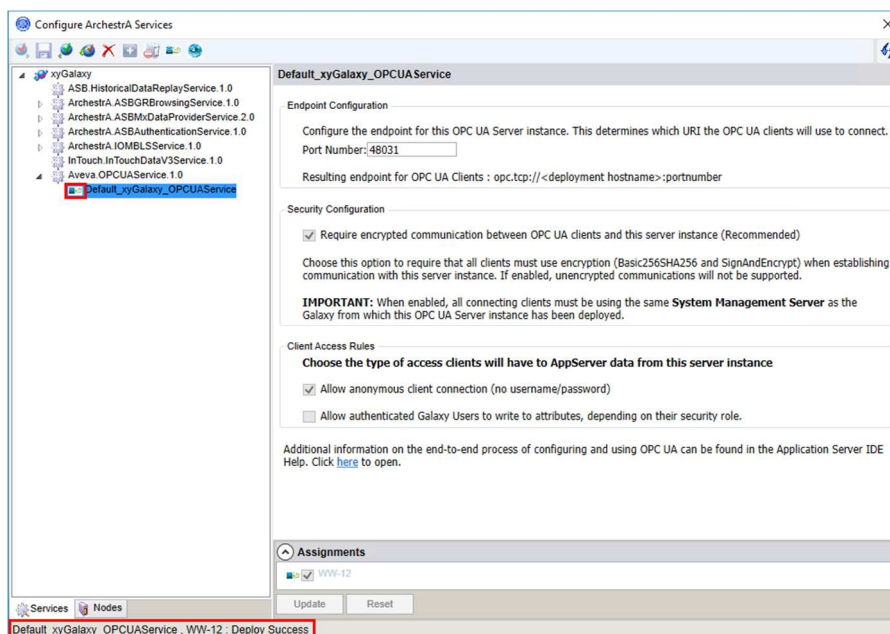 Configure ArchestrA Services
xyGalaxy
ASB.HistoricalDataReplayService.1.0
ArchestrA.ASBGRBrowsingService.1.0
ArchestrA.ASBMxDataProviderService.2.0
ArchestrA.ASBAuthenticationService.1.0
ArchestrA.IOMBLSService.1.0
InTouch.InTouchDataV3Service.1.0
Aveva.OPCUAService.1.0
Default_xyGalaxy_OPCUAService
Services
Nodes
Default_xyGalaxy_OPCUAService
Endpoint Configuration
Configure the endpoint for this OPC UA Server instance. This determines which URI the OPC UA clients will use to connect.
Port Number: 48031
Resulting endpoint for OPC UA Clients : opc.tcp://<deployment hostname>:portnumber
Security Configuration
Require encrypted communication between OPC UA clients and this server instance (Recommended)
Choose this option to require that all clients must use encryption (Basic256SHA256 and SignAndEncrypt) when establishing
communication with this server instance. If enabled, unencrypted communications will not be supported.
IMPORTANT: When enabled, all connecting clients must be using the same System Management Server as the
Galaxy from which this OPC UA Server instance has been deployed.
Client Access Rules
Choose the type of access clients will have to AppServer data from this server instance
Allow anonymous client connection (no username/password)
Allow authenticated Galaxy Users to write to attributes, depending on their security role.
Additional information on the end-to-end process of configuring and using OPC UA can be found in the Application Server IDE
Help. Click here to open.
Assignments
WW-12
Update
Reset
Default_xyGalaxy_OPCUAService , WW-12 : Deploy Success